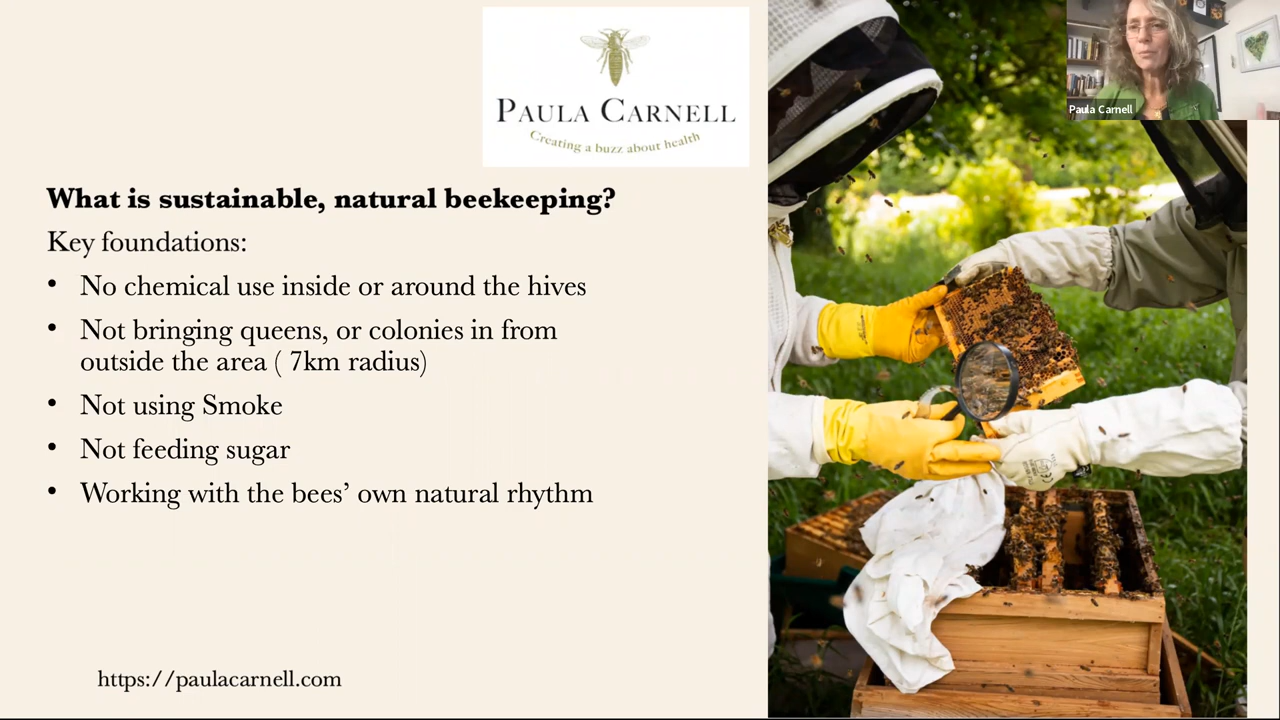 PAULA CARNELL
Creating a buzz about health
Paula Carnell
What is sustainable, natural beekeeping?
Key foundations:
• No chemical use inside or around the hives
• Not bringing queens, or colonies in from
outside the area ( 7km radius)
• Not using Smoke
• Not feeding sugar
• Working with the bees’ own natural rhythm
https://paulacarnell.com